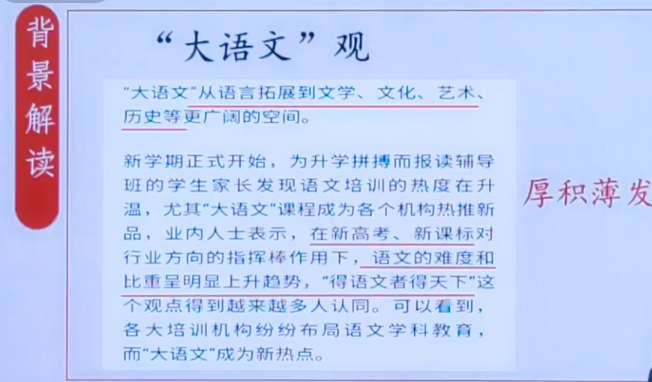 背景解读
“大语文”观
“大语文”从语言拓展到文学、文化、艺术、
历史等更广阔的空间。
新学期正式开始，为升学拼搏而报读辅导
班的学生家长发现语文培训的热度在升
温，尤其“大语文”课程成为各个机构热推新
品，业内人士表示，在新高考、新课标对
行业方向的指挥棒作用下，语文的难度和
比重呈明显上升趋势，“得语文者得天下”这
个观点得到越来越多人认同。可以看到，
各大培训机构纷纷布局语文学科教育，
而“大语文”成为新热点。
厚积薄发